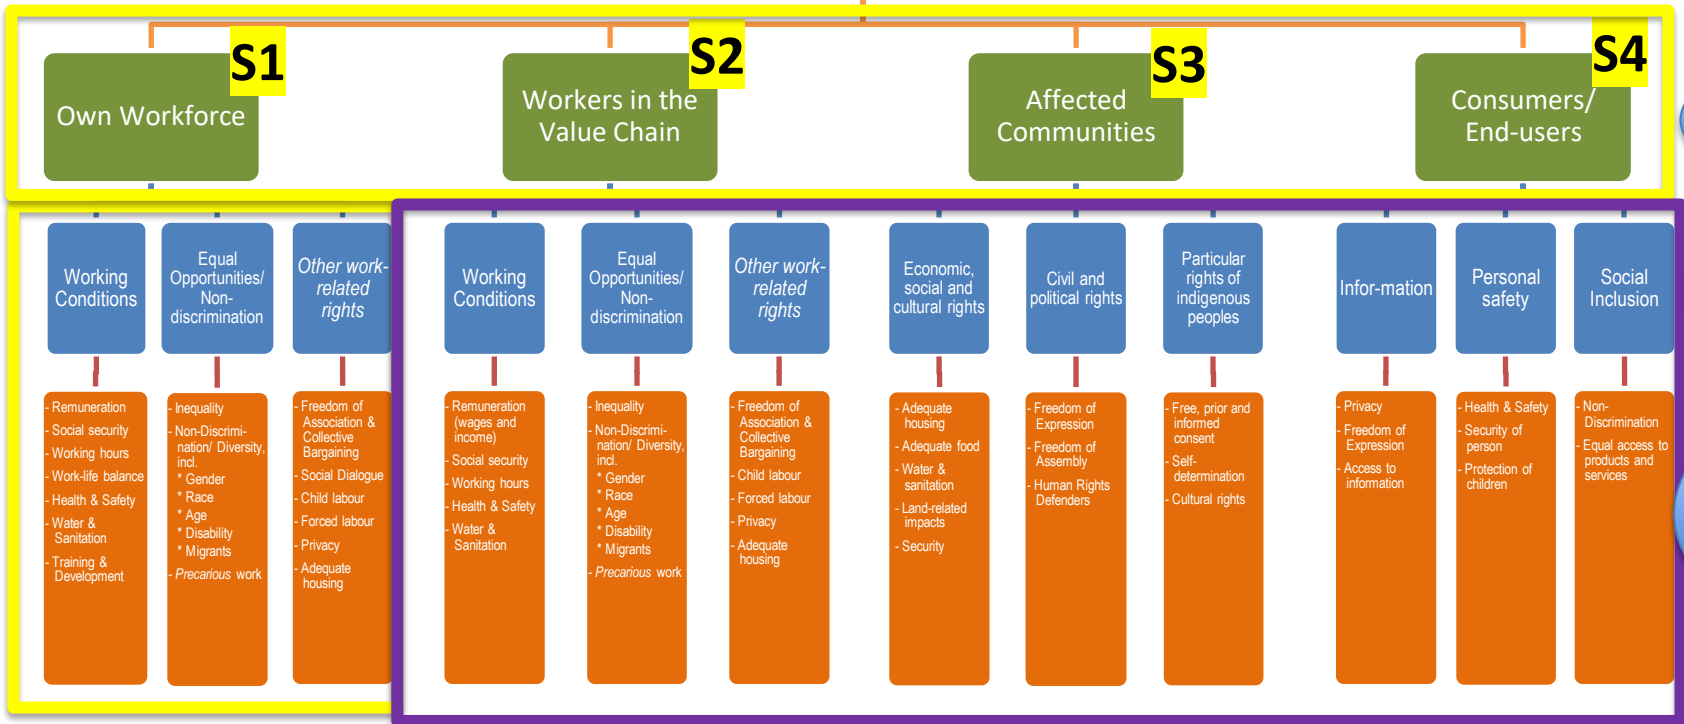 S1
Own Workforce
S2
Workers in the
Value Chain
S3
Affected
Communities
S4
Consumers/
End-users
Working
Conditions
Equal
Opportunities/
Non-
discrimination
Other work-
related
rights
Working
Conditions
Equal
Opportunities/
Non-
discrimination
Other work-
related
rights
Economic,
social and
cultural rights
Civil and
political rights
Particular
rights of
indigenous
peoples
Infor-mation
Personal
safety
Social
Inclusion
- Remuneration
- Social security
- Working hours
- Work-life balance
- Health & Safety
- Water &
Sanitation
- Training &
Development
- Inequality
- Non-Discrimi-
nation/ Diversity,
incl.
* Gender
* Race
* Age
* Disability
* Migrants
- Precarious work
- Freedom of
Association &
Collective
Bargaining
- Social Dialogue
- Child labour
- Forced labour
- Privacy
- Adequate
housing
- Remuneration
(wages and
income)
- Social security
- Working hours
- Health & Safety
- Water &
Sanitation
- Inequality
- Non-Discrimi-
nation/ Diversity,
incl.
* Gender
* Race
* Age
* Disability
* Migrants
- Precarious work
- Freedom of
Association &
Collective
Bargaining
- Child labour
- Forced labour
- Privacy
- Adequate
housing
- Adequate
housing
- Adequate food
- Water &
sanitation
- Land-related
impacts
- Security
- Freedom of
Expression
- Freedom of
Assembly
- Human Rights
Defenders
- Free, prior and
informed
consent
- Self-
determination
- Cultural rights
- Privacy
- Freedom of
Expression
- Access to
information
- Health & Safety
- Security of
person
- Protection of
children
- Non-
Discrimination
- Equal access to
products and
services